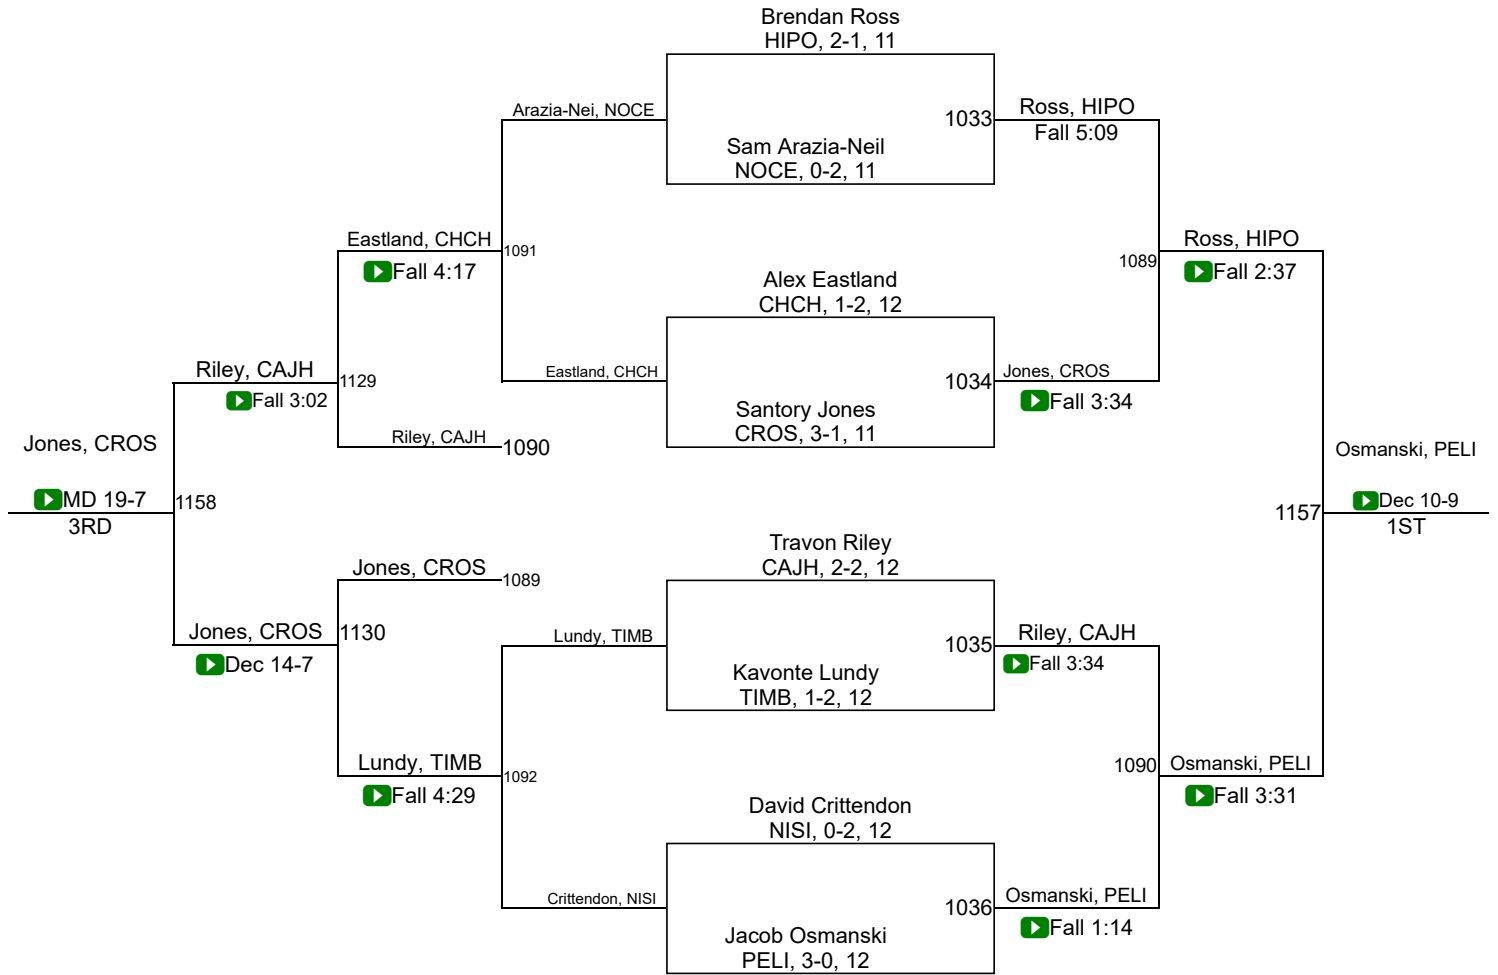 Brendan Ross
HIPO, 2-1, 11
Arazia-Nei, NOCE
1033
Ross, HIPO
Fall 5:09
Sam Arazia-Neil
NOCE, 0-2, 11
Eastland, CHCH
1091
Fall 4:17
Ross, HIPO
1089
Fall 2:37
Alex Eastland
CHCH, 1-2, 12
Riley, CAJH
1129
Fall 3:02
Eastland, CHCH
1034
Jones, CROS
Fall 3:34
Santory Jones
CROS, 3-1, 11
Riley, CAJH
1090
Jones, CROS
MD 19-7
3RD
1158
Osmanski, PELI
1157
Dec 10-9
1ST
Travon Riley
CAJH, 2-2, 12
Jones, CROS
1089
Jones, CROS
1130
Dec 14-7
Lundy, TIMB
1035
Riley, CAJH
Fall 3:34
Kavonte Lundy
TIMB, 1-2, 12
Lundy, TIMB
1092
Fall 4:29
1090
Osmanski, PELI
Fall 3:31
David Crittendon
NISI, 0-2, 12
Crittendon, NISI
1036
Osmanski, PELI
Fall 1:14
Jacob Osmanski
PELI, 3-0, 12